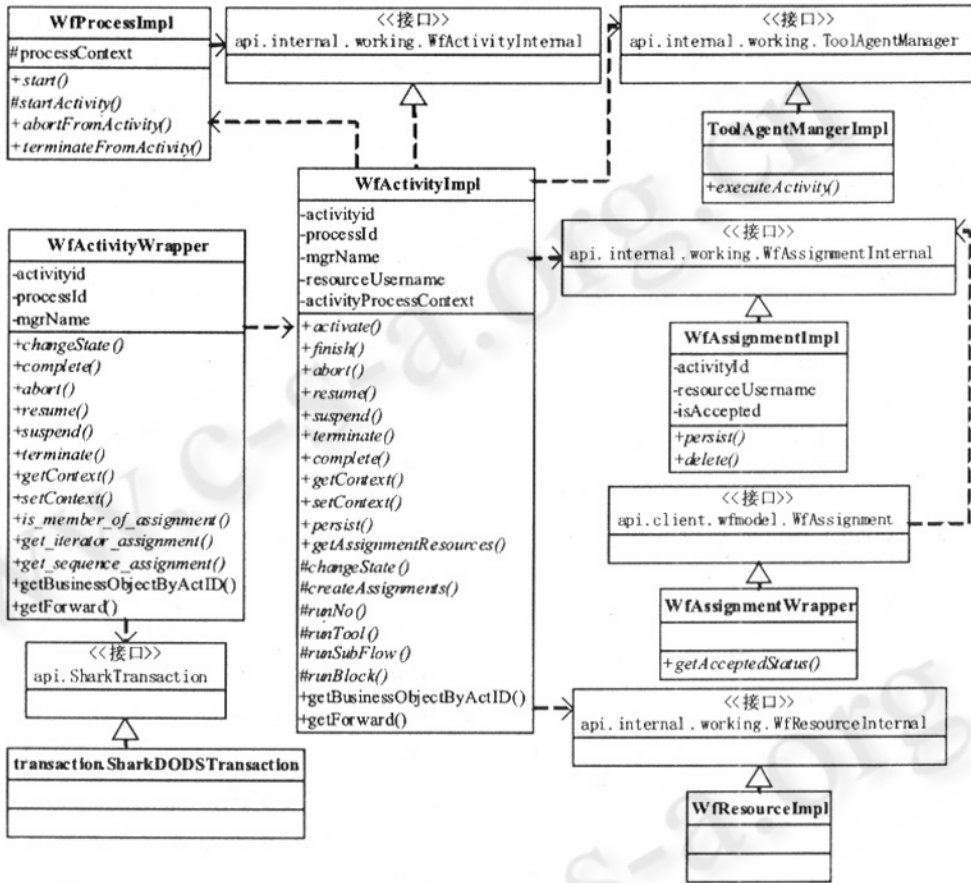 WfProcessImpl
#processContext
+start()
#startActivity()
+abortFromActivity()
+terminateFromActivity()
<<接口>>
api.internal.working.WfActivityInternal
<<接口>>
api.internal.working.ToolAgentManager
ToolAgentMangerImpl
+executeActivity()
WfActivityImpl
-activityid
-processId
-mgrName
-resourceUsername
-activityProcessContext
+activate()
+finish()
+abort()
+resume()
+suspend()
+terminate()
+complete()
+getContext()
+setContext()
+persist()
+getAssignmentResources()
#changeState()
#createAssignments()
#runNo()
#runTool()
#runSubFlow()
#runBlock()
+getBusinessObjectByActID()
+getForward()
WfActivityWrapper
-activityid
-processId
-mgrName
+changeState()
+complete()
+abort()
+resume()
+suspend()
+terminate()
+getContext()
+setContext()
+is_member_of_assignment()
+get_iterator_assignment()
+get_sequence_assignment()
+getBusinessObjectByActID()
+getForward()
<<接口>>
api.SharkTransaction
transaction.SharkDODSTransaction
<<接口>>
api.internal.working.WfAssignmentInternal
WfAssignmentImpl
-activityId
-resourceUsername
-isAccepted
+persist()
+delete()
<<接口>>
api.client.wfmodel.WfAssignment
WfAssignmentWrapper
+getAcceptedStatus()
<<接口>>
api.internal.working.WfResourceInternal
WfResourceImpl
www.c-s-a.org.cn